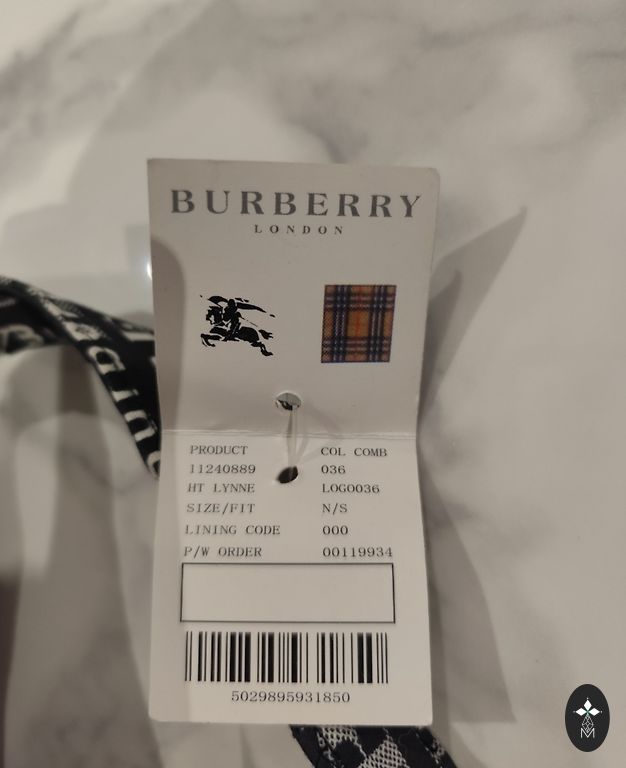 BURBERRY
LONDON
PRODUCT COL COMB
11240889 036
HT LYNNE LOGO036
SIZE/FIT N/S
LINING CODE 000
P/W ORDER 00119934
5029895931850
M